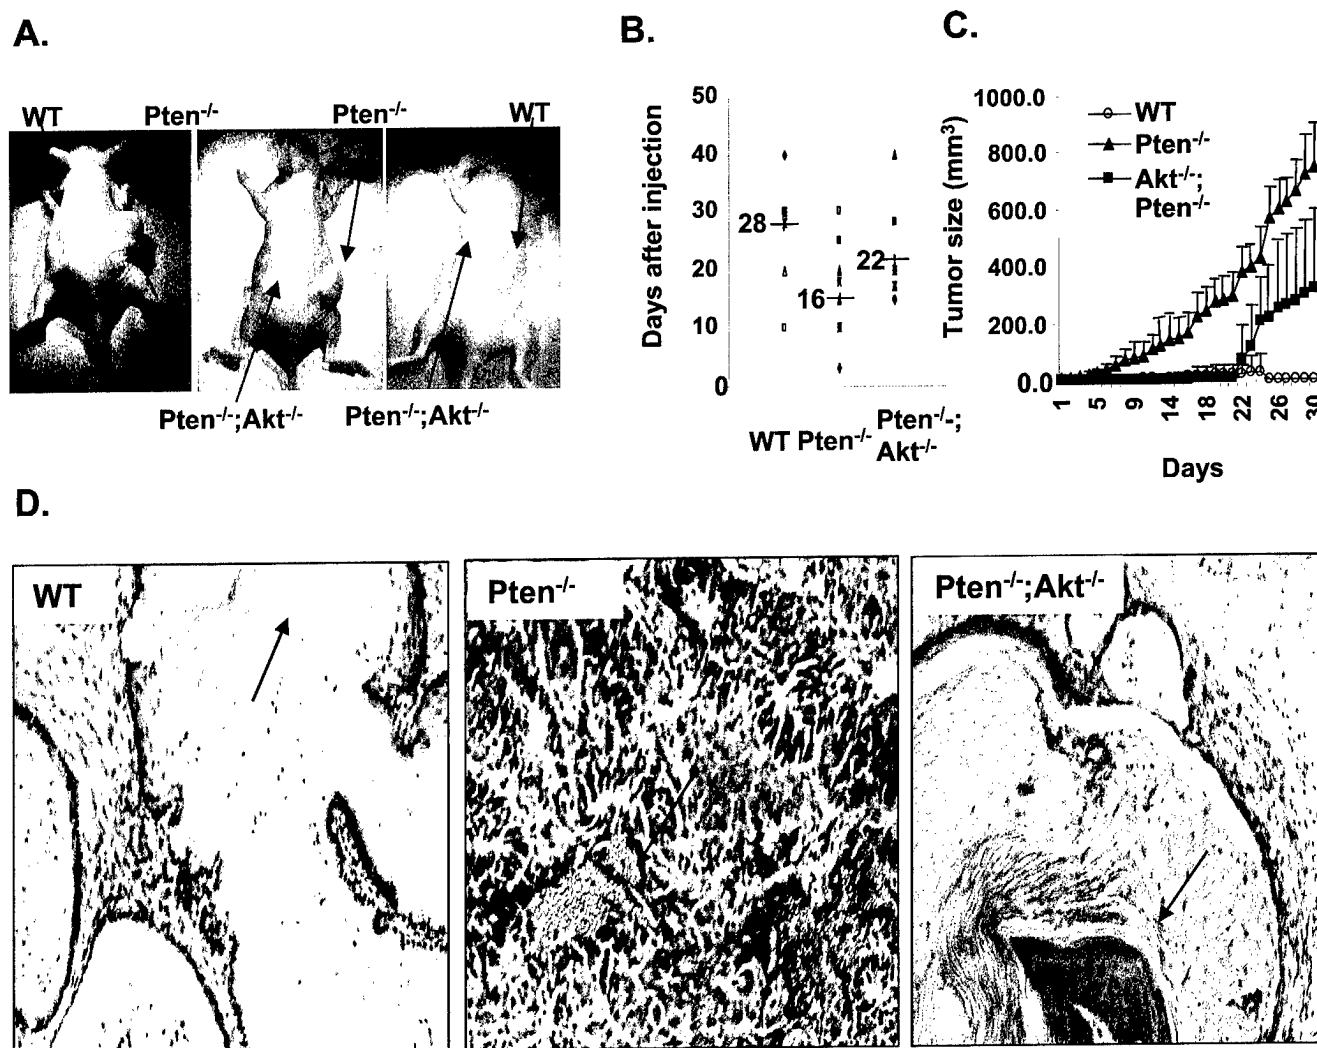 A.
WT Pten-/- Pten-/- WT
Pten-/-;Akt-/- Pten-/-;Akt-/-
B.
Days after injection
50
40
30
20
10
0
28
16
22
WT Pten-/- Pten-/-;
Akt-/-
C.
Tumor size (mm³)
1000.0
800.0
600.0
400.0
200.0
0.0
WT
Pten-/-
Akt-/-;
Pten-/-
1 5 9 14 18 22 26 30
Days
D.
WT
Pten-/-
Pten-/-;Akt-/-